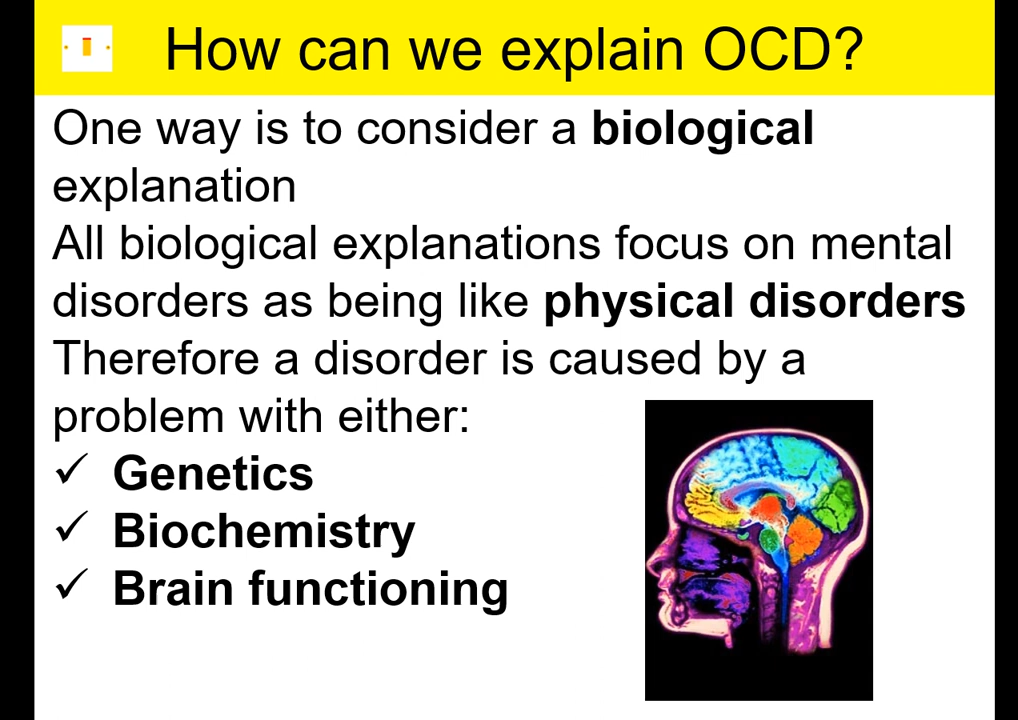 How can we explain OCD?
One way is to consider a biological
explanation
All biological explanations focus on mental
disorders as being like physical disorders
Therefore a disorder is caused by a
problem with either:
✓ Genetics
✓ Biochemistry
✓ Brain functioning